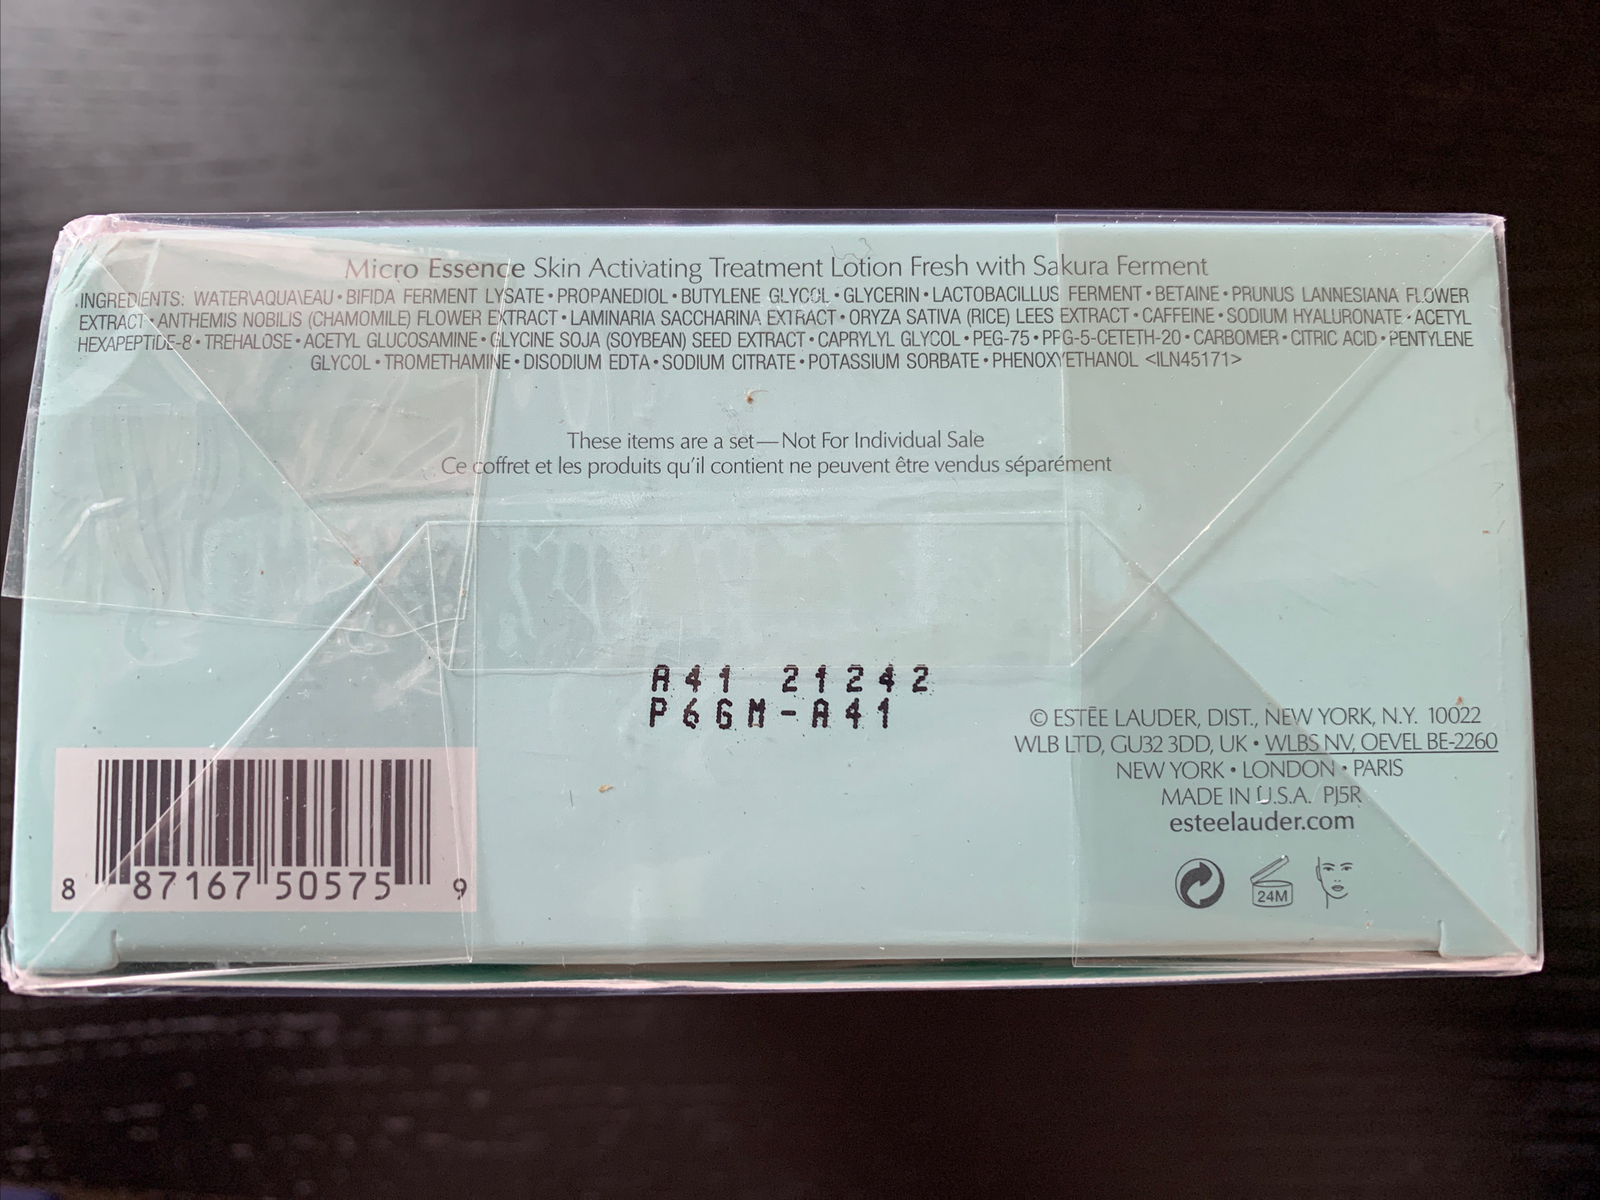 Micro Essence Skin Activating Treatment Lotion Fresh with Sakura Ferment
INGREDIENTS: WATER\AQUA\EAU • BIFIDA FERMENT LYSATE • PROPANEDIOL • BUTYLENE GLYCOL • GLYCERIN • LACTOBACILLUS FERMENT • BETAINE • PRUNUS LANNESIANA FLOWER
EXTRACT • ANTHEMIS NOBILIS (CHAMOMILE) FLOWER EXTRACT • LAMINARIA SACCHARINA EXTRACT • ORYZA SATIVA (RICE) LEES EXTRACT • CAFFEINE • SODIUM HYALURONATE • ACETYL
HEXAPEPTIDE-8 • TREHALOSE • ACETYL GLUCOSAMINE • GLYCINE SOJA (SOYBEAN) SEED EXTRACT • CAPRYLYL GLYCOL • PEG-75 • PPG-5-CETETH-20 • CARBOMER • CITRIC ACID • PENTYLENE
GLYCOL • TROMETHAMINE • DISODIUM EDTA • SODIUM CITRATE • POTASSIUM SORBATE • PHENOXYETHANOL <ILN45171>
These items are a set—Not For Individual Sale
Ce coffret et les produits qu'il contient ne peuvent être vendus séparément
A41 21242
P6GM-A41
© ESTĒE LAUDER, DIST., NEW YORK, N.Y. 10022
WLB LTD, GU32 3DD, UK • WLBS NV, OEVEL BE-2260
NEW YORK • LONDON • PARIS
MADE IN U.S.A. PJ5R
esteelauder.com
8 87167 50575 9
24M